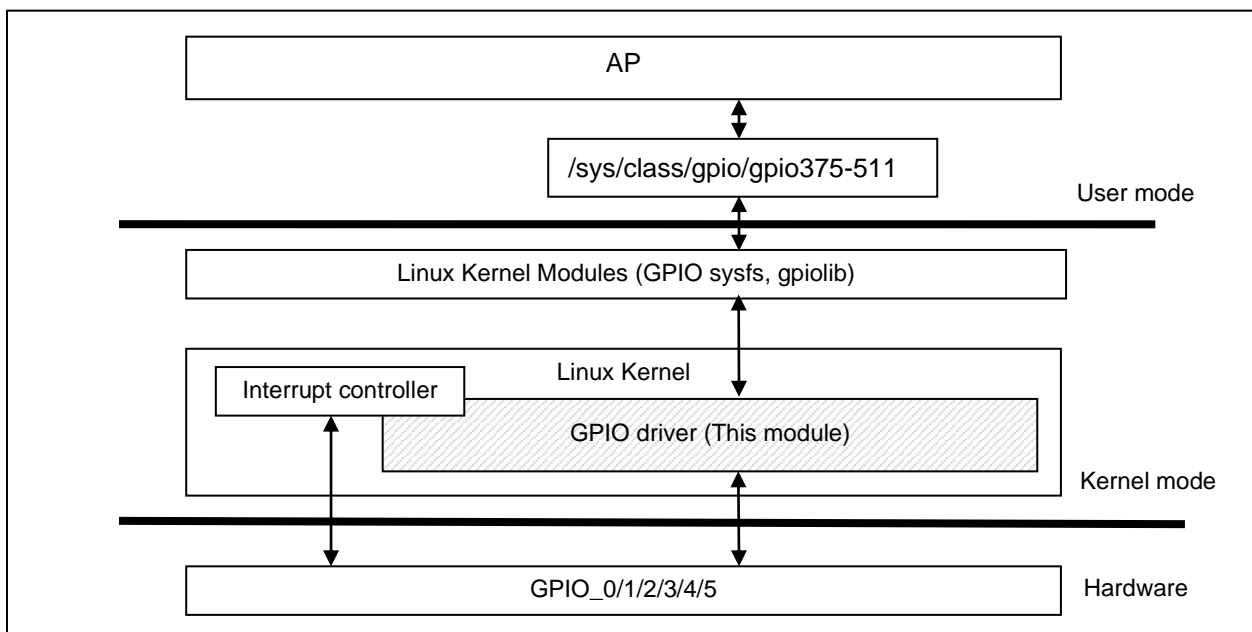 AP
/sys/class/gpio/gpio375-511
User mode
Linux Kernel Modules (GPIO sysfs, gpiolib)
Linux Kernel
Interrupt controller
GPIO driver (This module)
Kernel mode
GPIO_0/1/2/3/4/5
Hardware